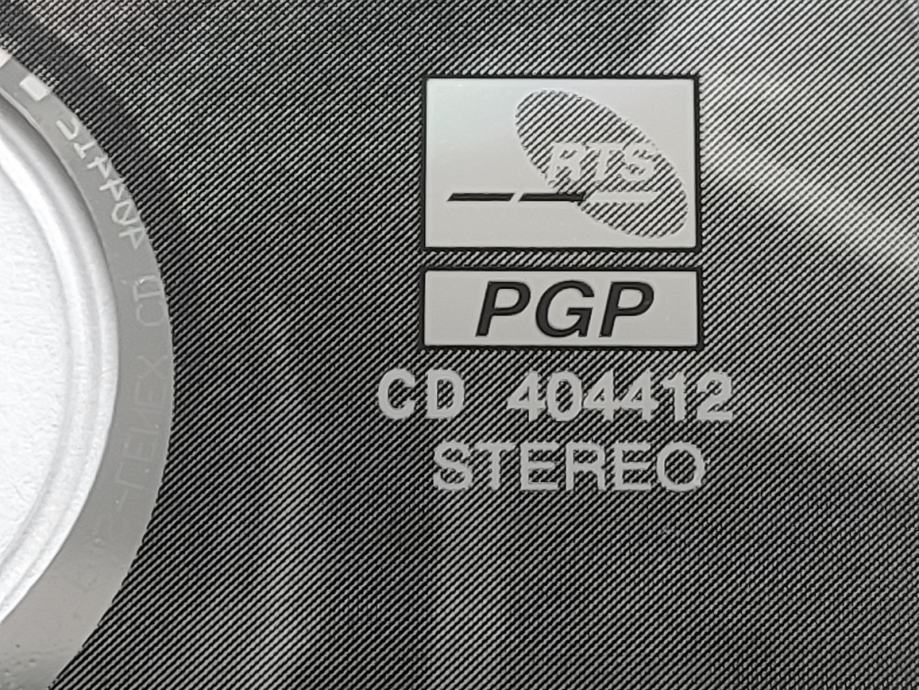 RTS
PGP
CD 404412
STEREO